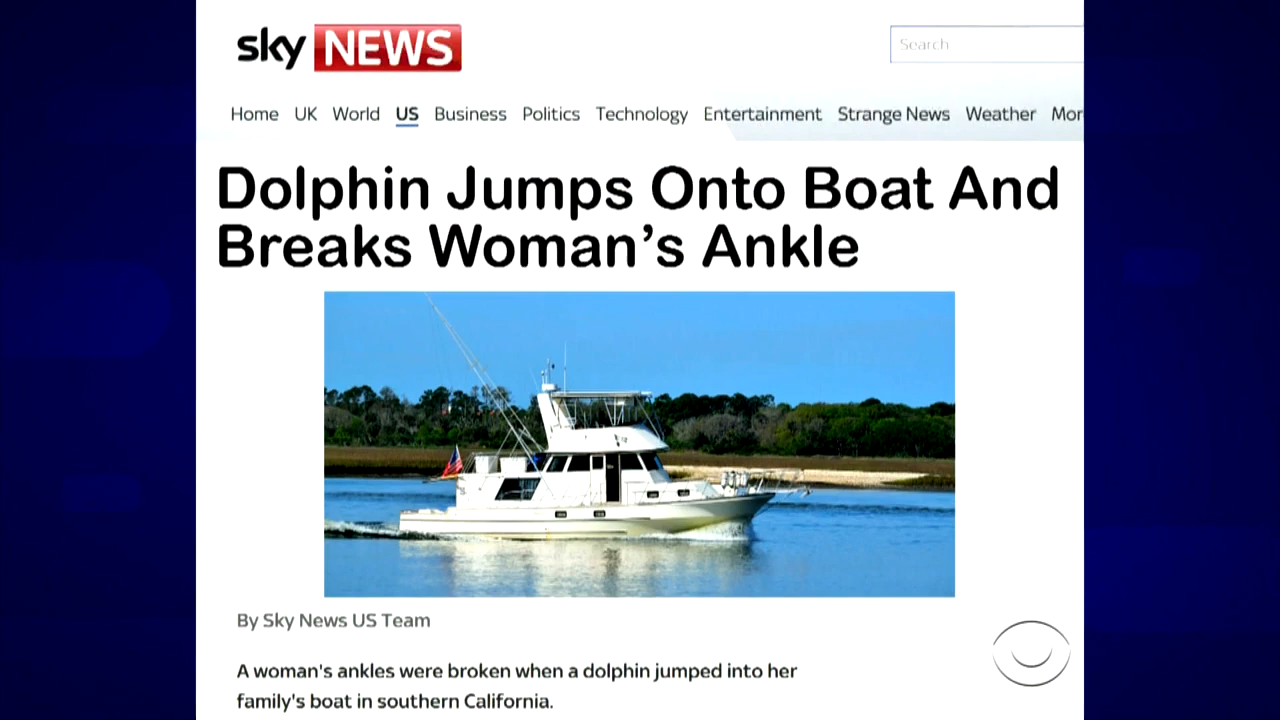 sky NEWS
Search
Home UK World US Business Politics Technology Entertainment Strange News Weather Mor
Dolphin Jumps Onto Boat And
Breaks Woman's Ankle
By Sky News US Team
A woman's ankles were broken when a dolphin jumped into her
family's boat in southern California.